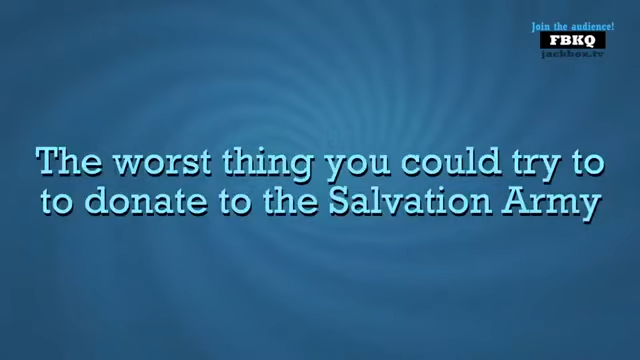 Join the audience!
FBKQ
jackbox.tv
The worst thing you could try to
to donate to the Salvation Army